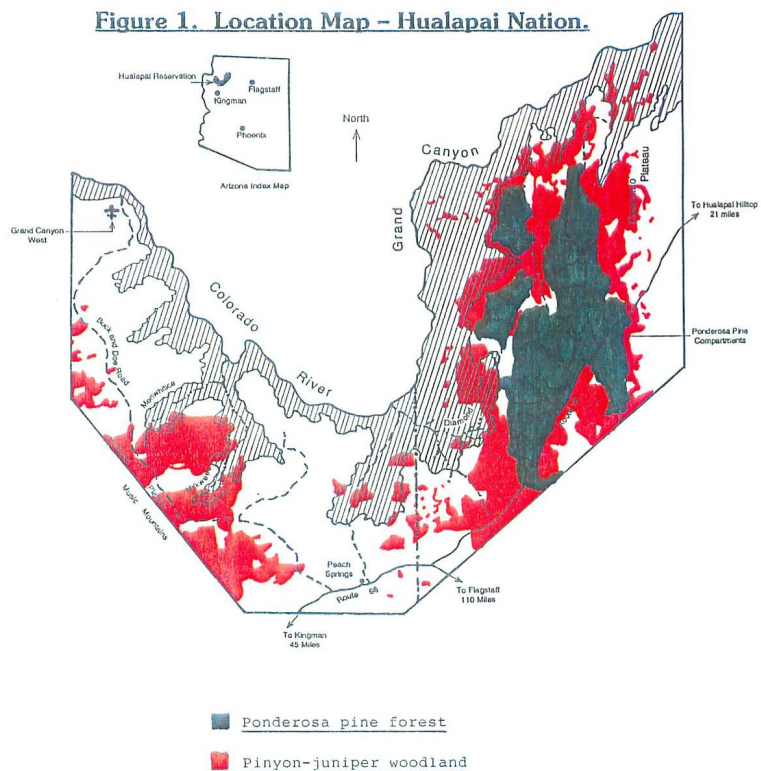 Figure 1. Location Map – Hualapai Nation.
Hualapai Reservation
Flagstaff
Kingman
Phoenix
Arizona Index Map
North
Grand Canyon
Plateau
To Hualapai Hilltop
21 miles
Grand Canyon
West
Colorado
River
Buck and Doe Road
Ponderosa Pine
Compartments
Diamond
Music Mountains
Peach
Springs
Route 66
To Flagstaff
110 Miles
To Kingman
45 Miles
Ponderosa pine forest
Pinyon-juniper woodland